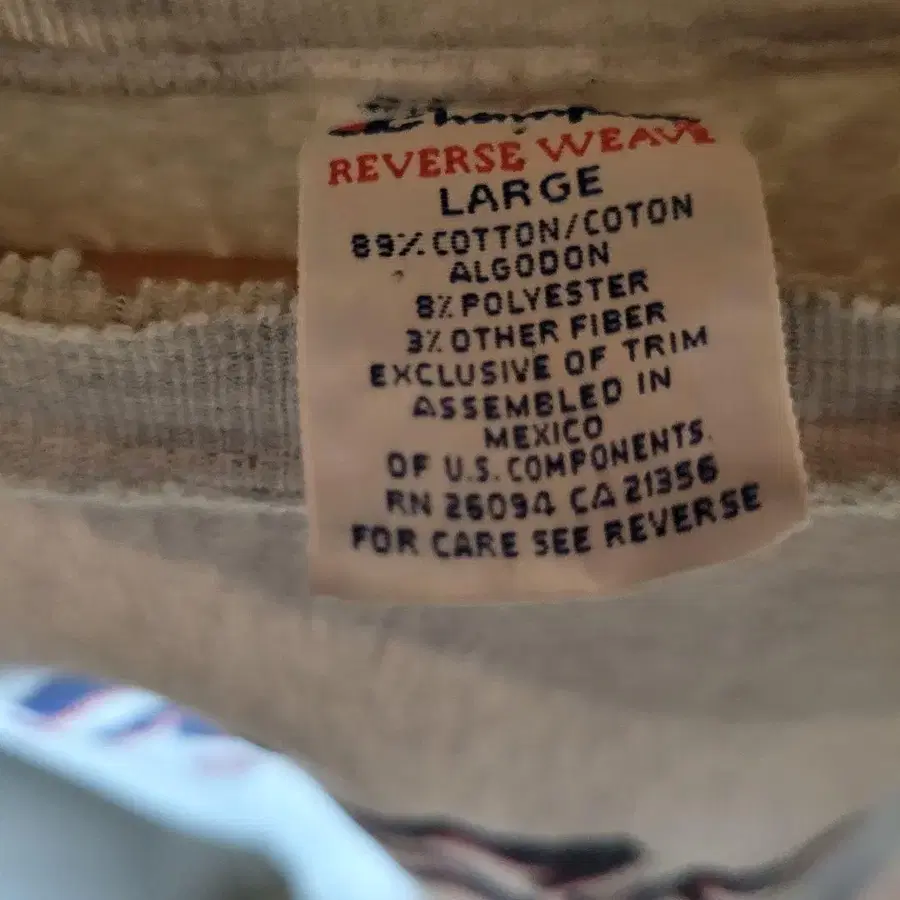 Champ
REVERSE WEAVE
LARGE
89% COTTON/COTON
ALGODON
8% POLYESTER
3% OTHER FIBER
EXCLUSIVE OF TRIM
ASSEMBLED IN
MEXICO
OF U.S. COMPONENTS.
RN 26094 CA 21356
FOR CARE SEE REVERSE